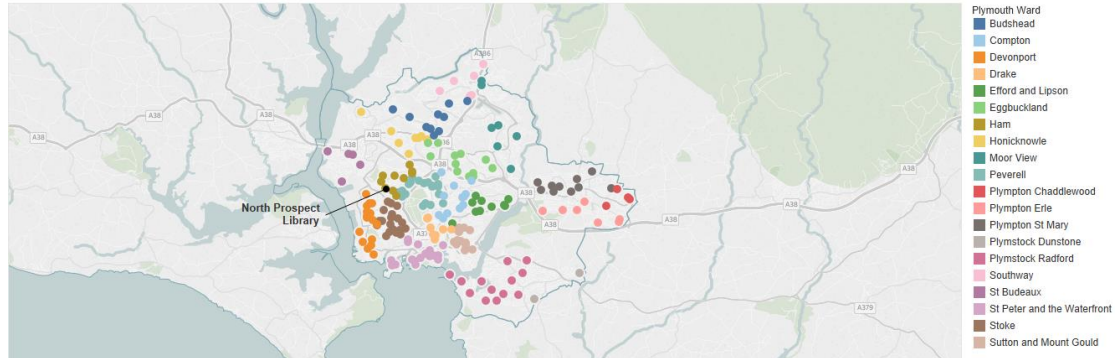 A386
A38
A38
A38
A38
A38
A38
A38
A38
A379
North Prospect
Library
Plymouth Ward
Budshead
Compton
Devonport
Drake
Efford and Lipson
Eggbuckland
Ham
Honicknowle
Moor View
Peverell
Plympton Chaddlewood
Plympton Erle
Plympton St Mary
Plymstock Dunstone
Plymstock Radford
Southway
St Budeaux
St Peter and the Waterfront
Stoke
Sutton and Mount Gould